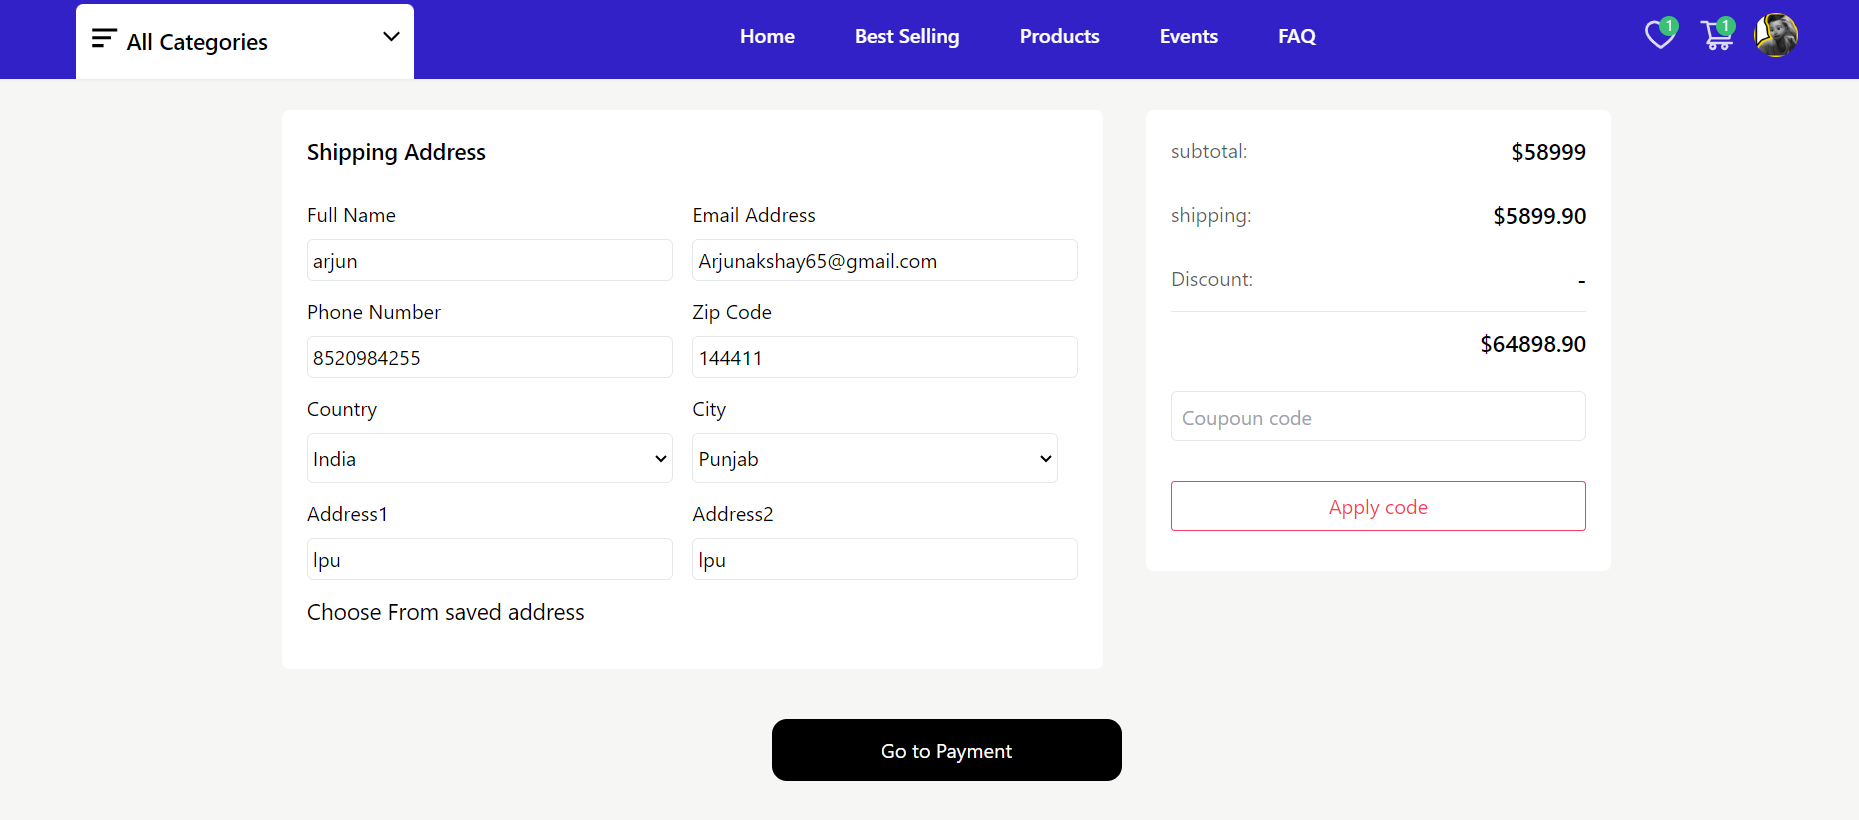 All Categories
Home Best Selling Products Events FAQ
1 1
Shipping Address
Full Name Email Address
arjun Arjunakshay65@gmail.com
Phone Number Zip Code
8520984255 144411
Country City
India Punjab
Address1 Address2
lpu lpu
Choose From saved address
subtotal: $58999
shipping: $5899.90
Discount: -
$64898.90
Coupoun code
Apply code
Go to Payment